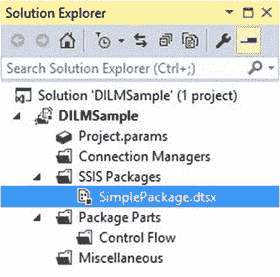 Solution Explorer
Search Solution Explorer (Ctrl+;)
Solution 'DILMSample' (1 project)
DILMSample
Project.params
Connection Managers
SSIS Packages
SimplePackage.dtsx
Package Parts
Control Flow
Miscellaneous